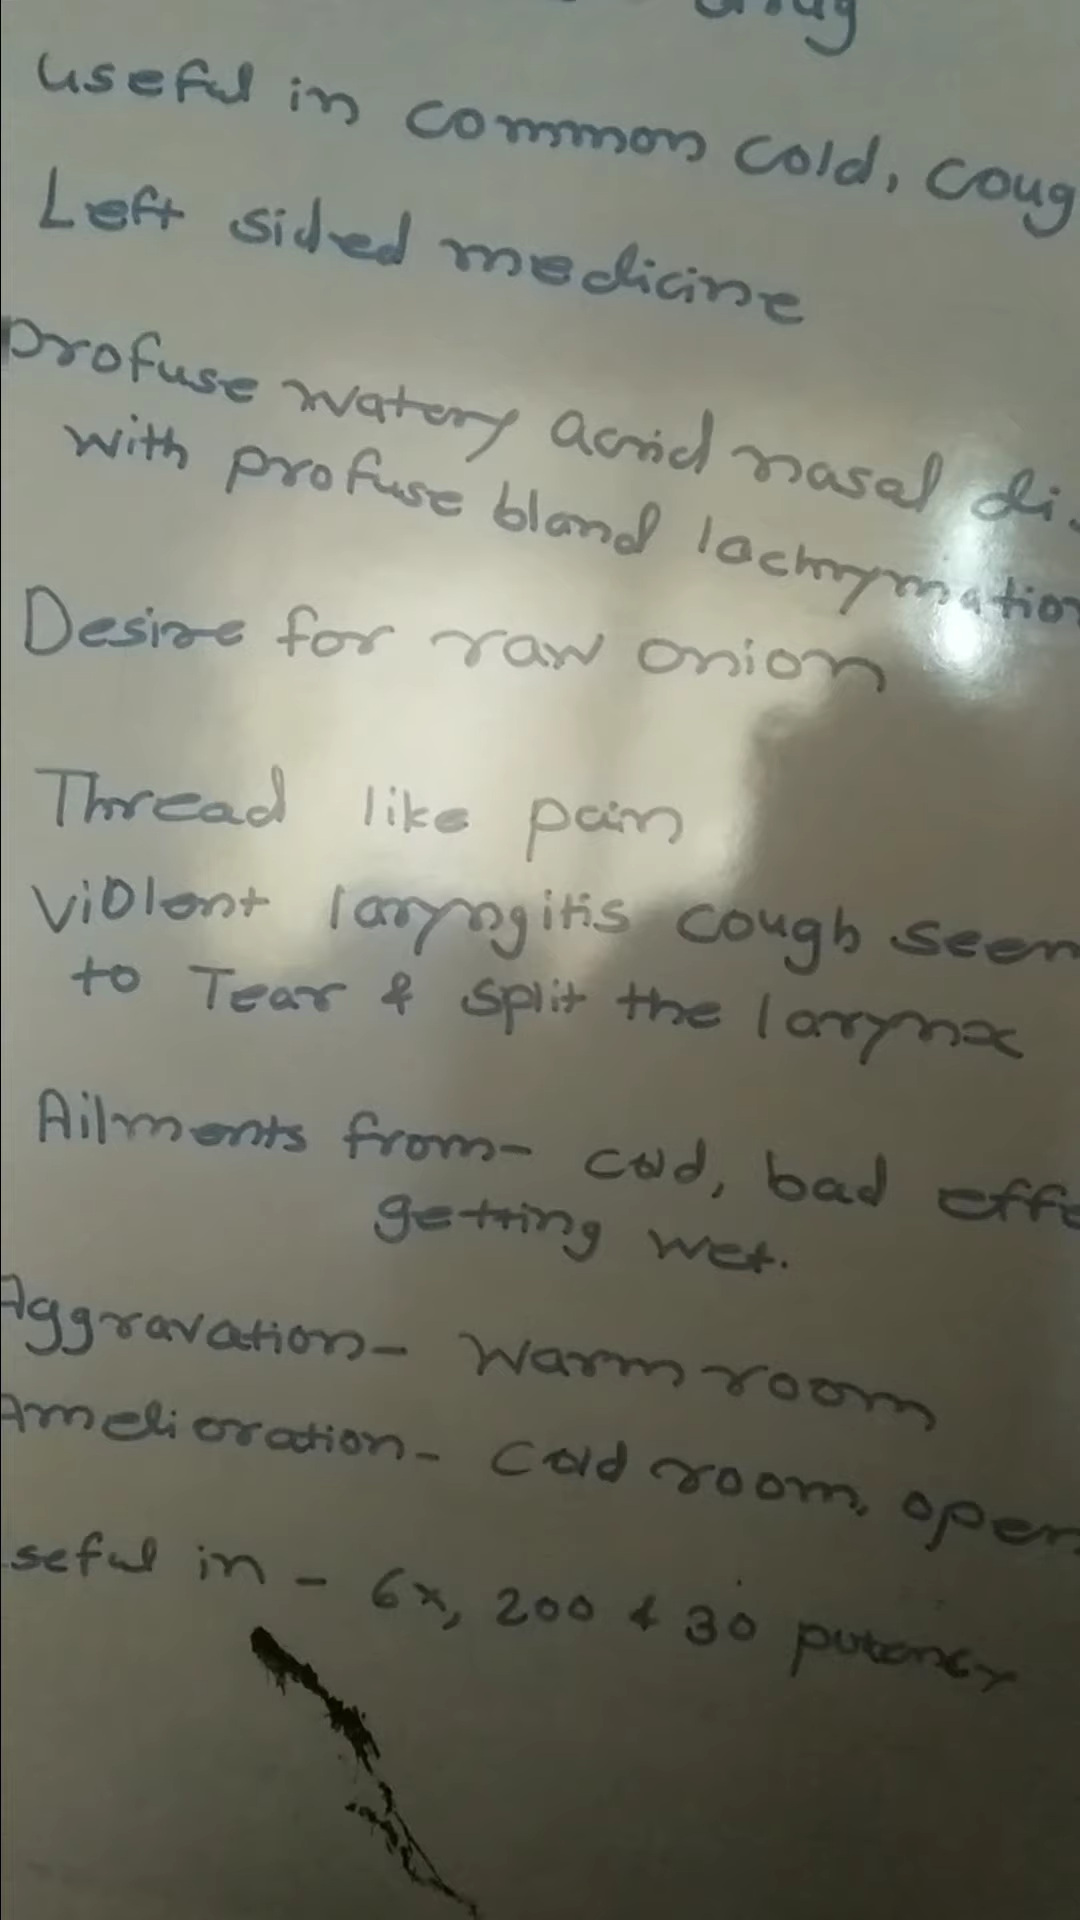 useful in common cold, coug
Left sided medicine
profuse watery acrid nasal di
with profuse bland lachrymation
Desire for raw onion
Thread like pain
Violent laryngitis cough seem
to Tear & split the larynx
Ailments from- cold, bad effe
getting wet.
Aggravation- Warm room
Amelioration- Cold room, open
seful in - 6x, 200 & 30 potency